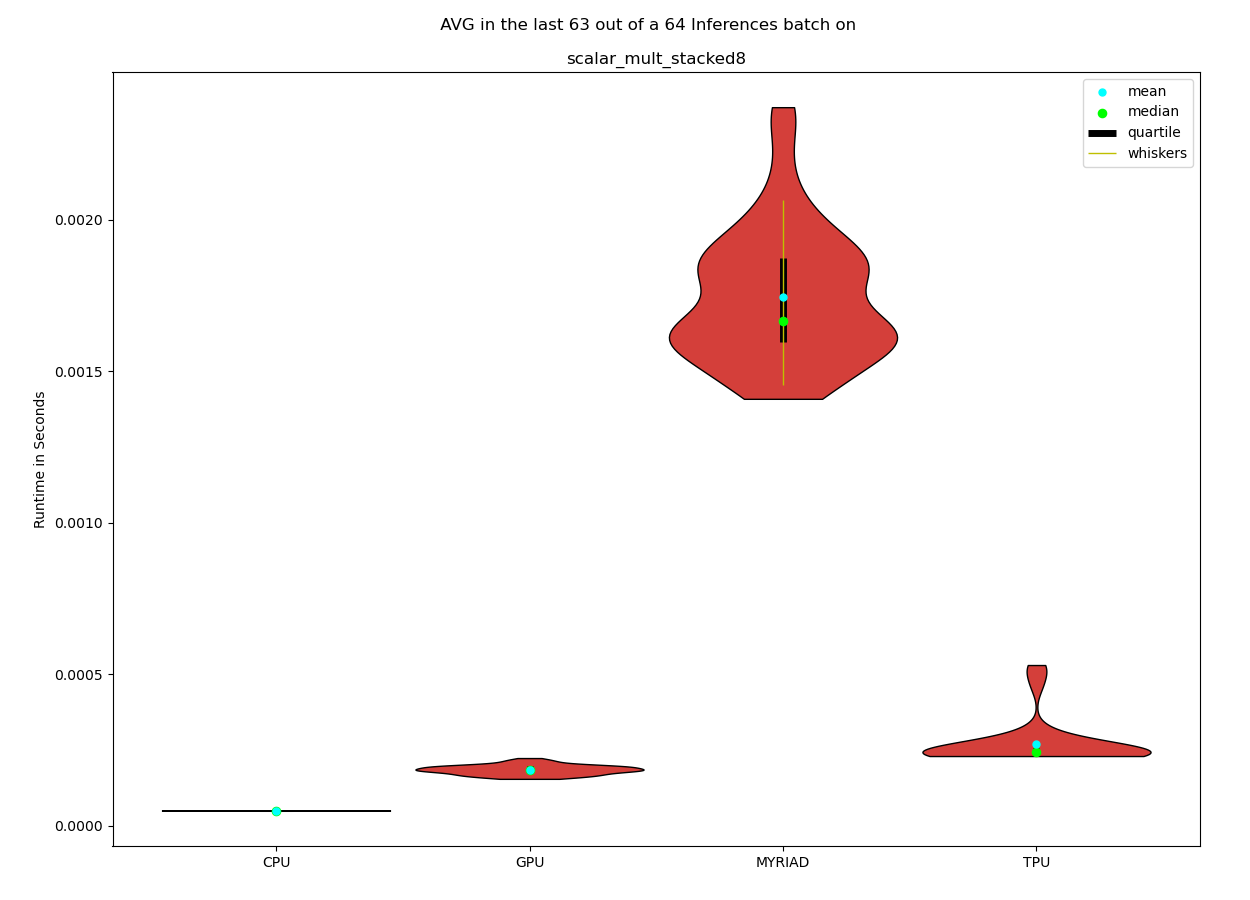 AVG in the last 63 out of a 64 Inferences batch on
scalar_mult_stacked8
mean
median
quartile
whiskers
Runtime in Seconds
0.0020
0.0015
0.0010
0.0005
0.0000
CPU GPU MYRIAD TPU